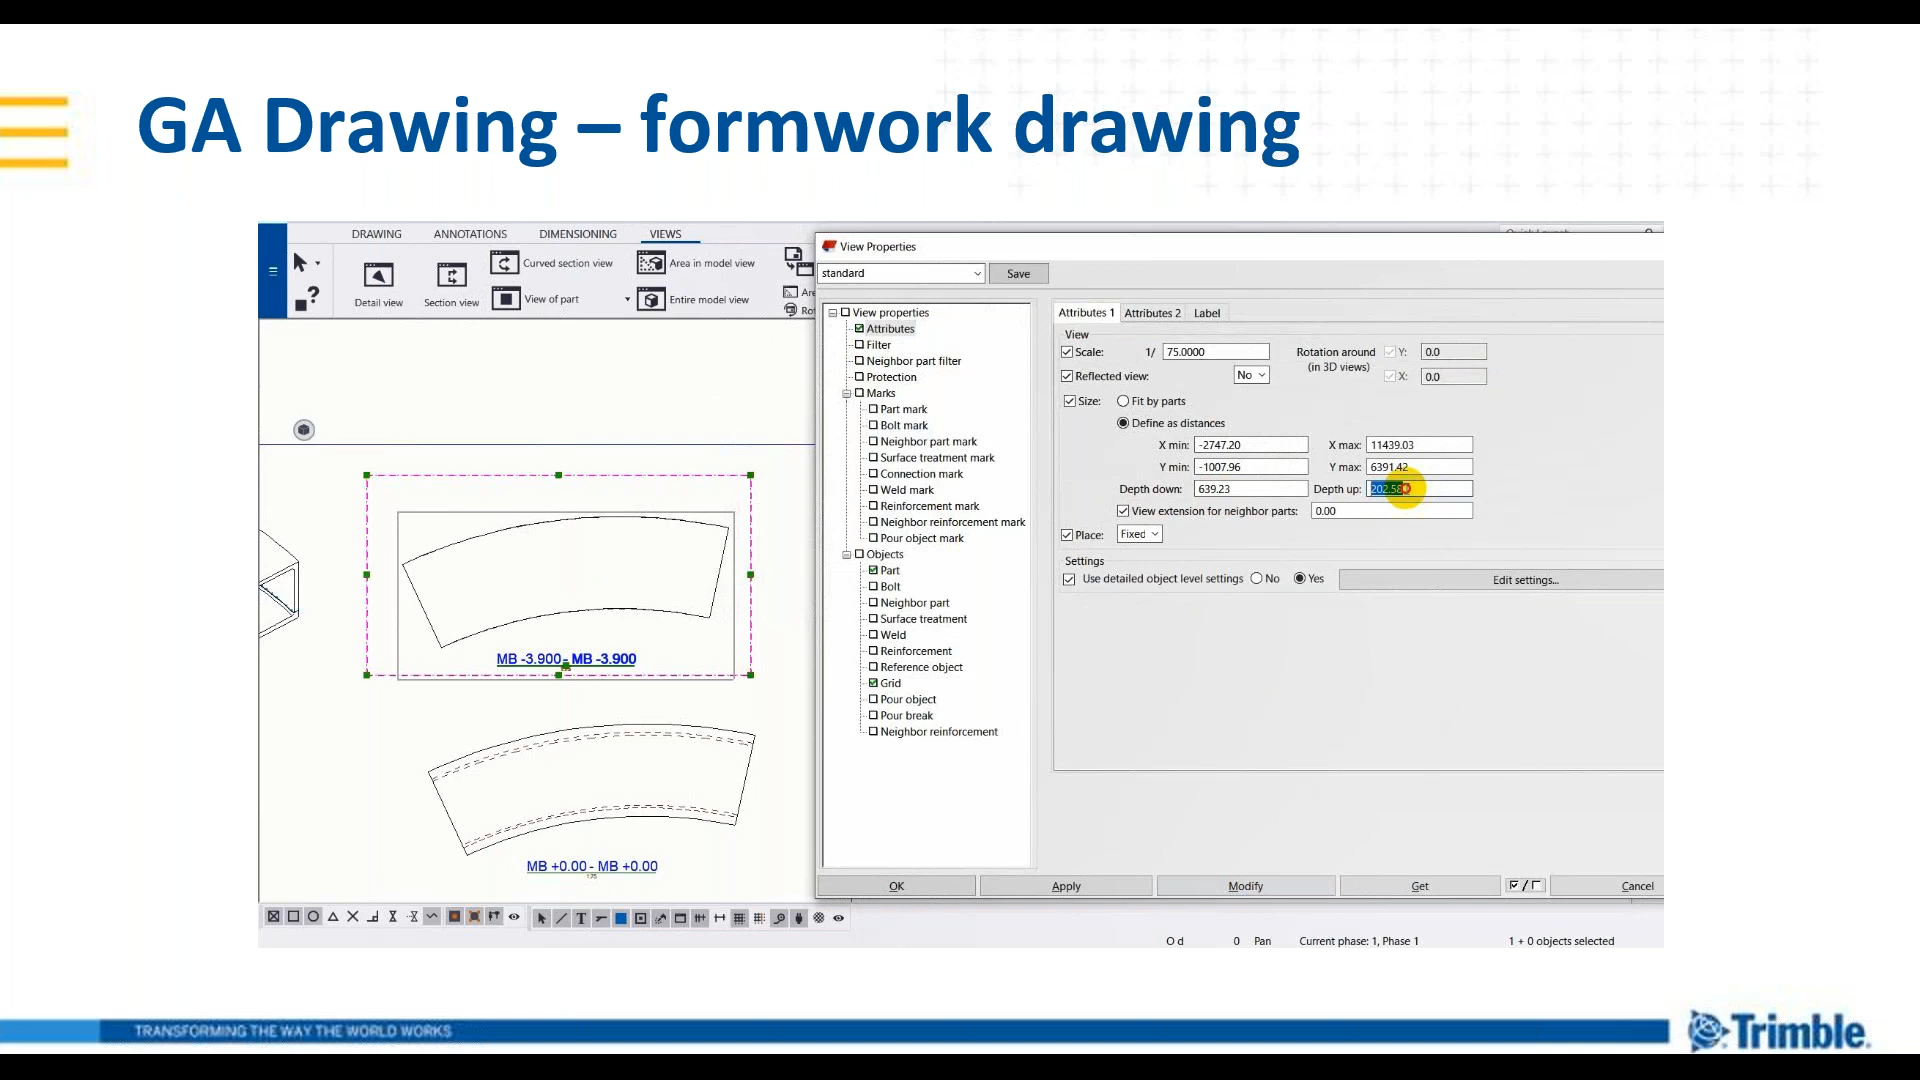 GA Drawing – formwork drawing
DRAWING ANNOTATIONS DIMENSIONING VIEWS
Detail view
Section view
Curved section view
View of part
Area in model view
Entire model view
View Properties
standard
Save
View properties
Attributes
Filter
Neighbor part filter
Protection
Marks
Part mark
Bolt mark
Neighbor part mark
Surface treatment mark
Connection mark
Weld mark
Reinforcement mark
Neighbor reinforcement mark
Pour object mark
Objects
Part
Bolt
Neighbor part
Surface treatment
Weld
Reinforcement
Reference object
Grid
Pour object
Pour break
Neighbor reinforcement
Attributes 1 Attributes 2 Label
View
Scale: 1/ 75.0000 Rotation around Y: 0.0
(in 3D views) X: 0.0
Reflected view: No
Size: Fit by parts
Define as distances
X min: -2747.20 X max: 11439.03
Y min: -1007.96 Y max: 6391.42
Depth down: 639.23 Depth up: 202.58
View extension for neighbor parts: 0.00
Place: Fixed
Settings
Use detailed object level settings No Yes Edit settings...
MB -3.900 - MB -3.900
MB +0.00 - MB +0.00
OK Apply Modify Get Cancel
O d 0 Pan Current phase: 1, Phase 1 1 + 0 objects selected
TRANSFORMING THE WAY THE WORLD WORKS
Trimble